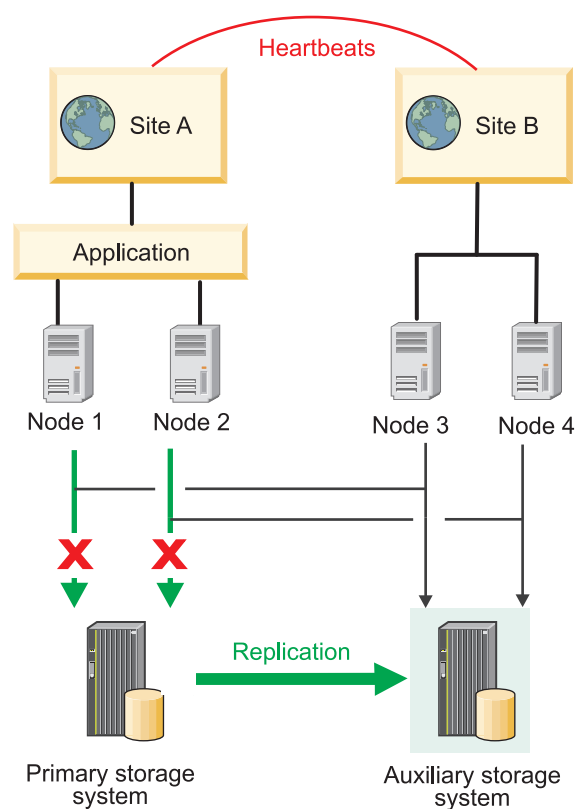 Heartbeats
Site A
Site B
Application
Node 1
Node 2
Node 3
Node 4
X
X
Replication
Primary storage
system
Auxiliary storage
system